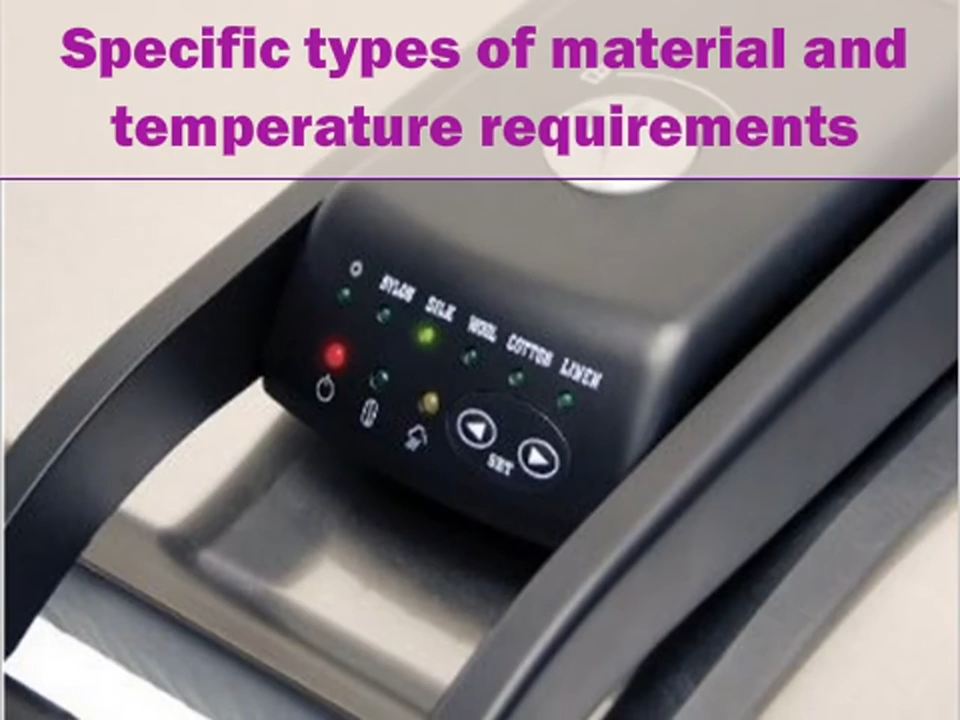 Specific types of material and
temperature requirements
NYLON SILK WOOL COTTON LINEN
SET